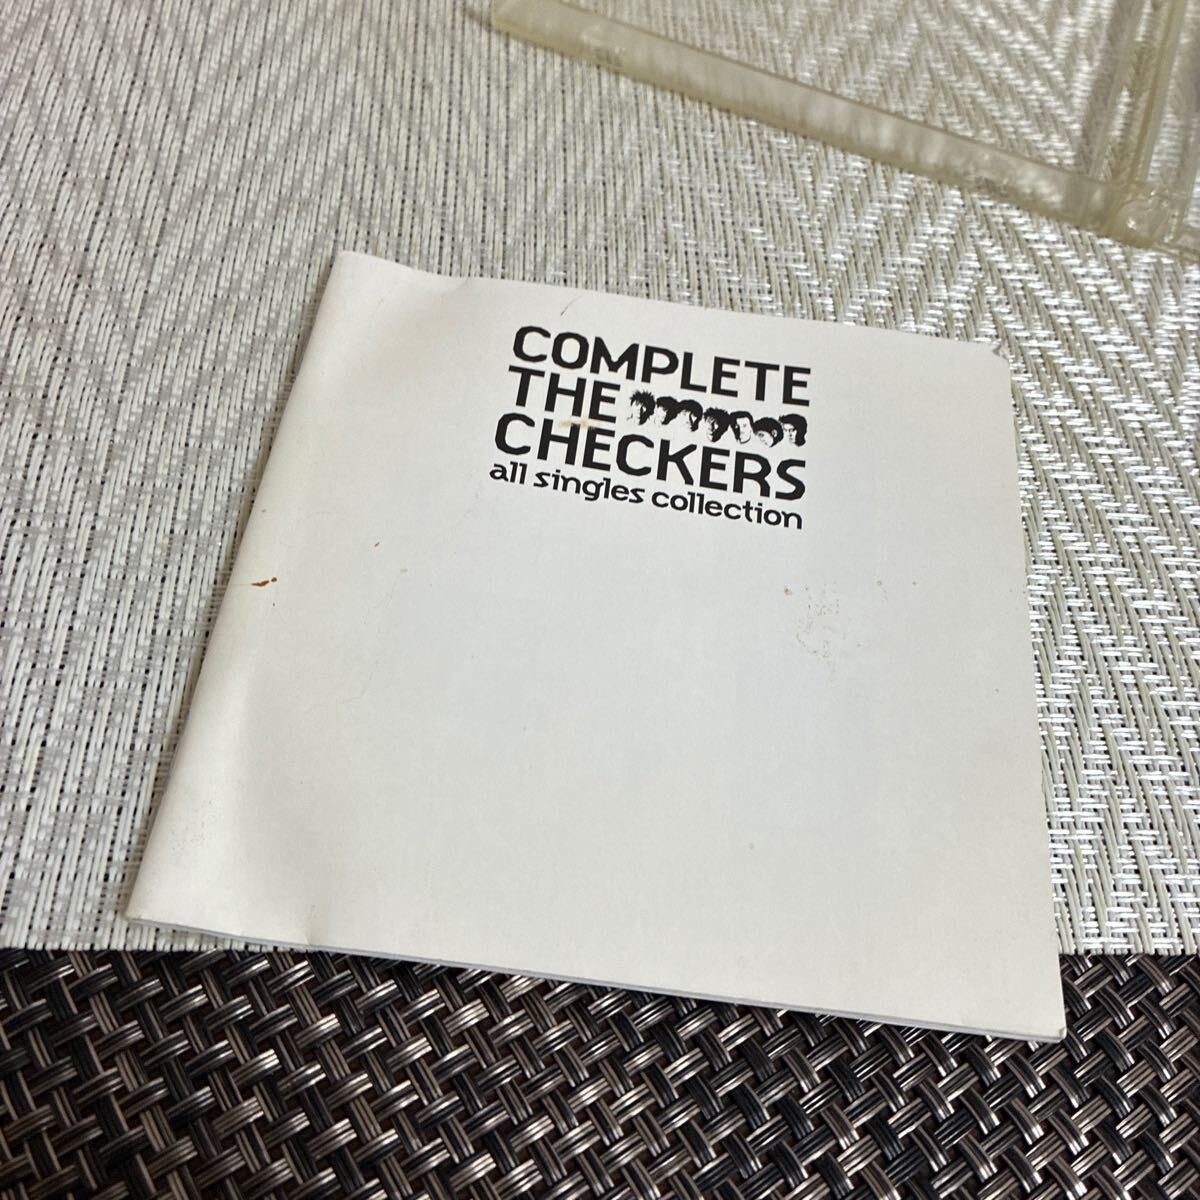 COMPLETE
THE
CHECKERS
all singles collection